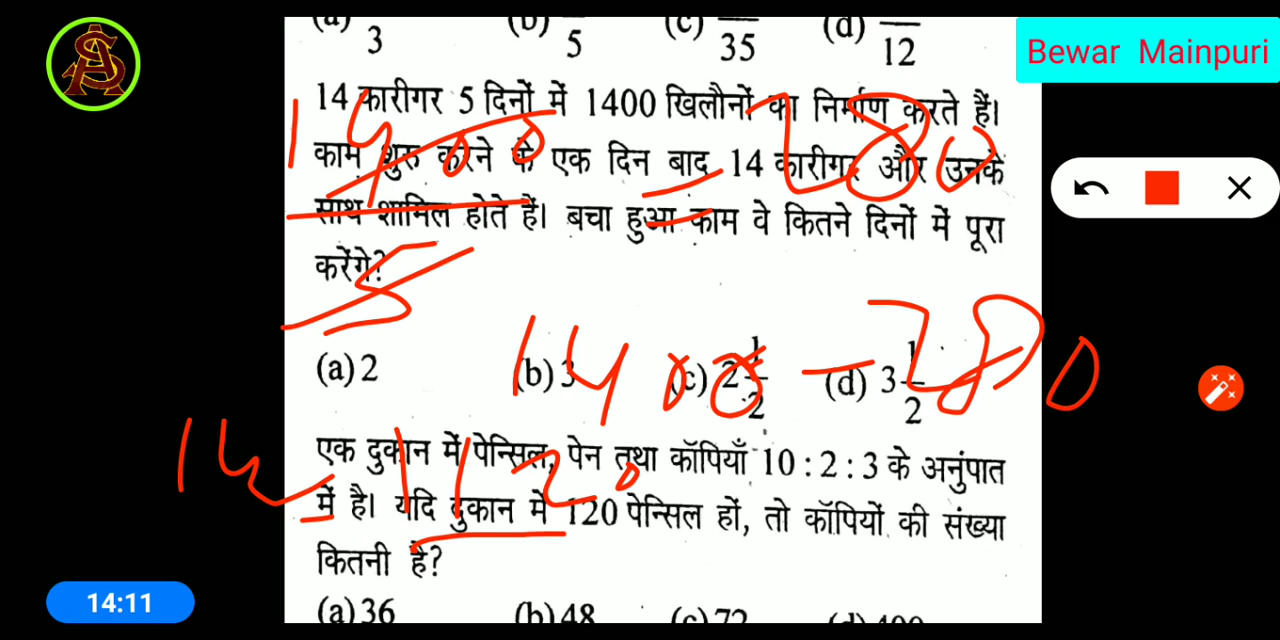 (a) 3 (b) 5 (c) 35 (d) 12
Bewar Mainpuri
14 कारीगर 5 दिनों में 1400 खिलौनों का निर्माण करते हैं।
काम शुरु करने के एक दिन बाद 14 कारीगर और उनके
साथ शामिल होते हैं। बचा हुआ काम वे कितने दिनों में पूरा
करेंगे?
1400 = 280
5
(a) 2 (b) 3 (c) 2 1/2 (d) 3 1/2
1400 - 280
14 1120
एक दुकान में पेन्सिल, पेन तथा कॉपियाँ 10 : 2 : 3 के अनुंपात
में है। यदि दुकान में 120 पेन्सिल हों, तो कॉपियों की संख्या
कितनी है?
(a) 36 (b) 48 (c) 72
14:11